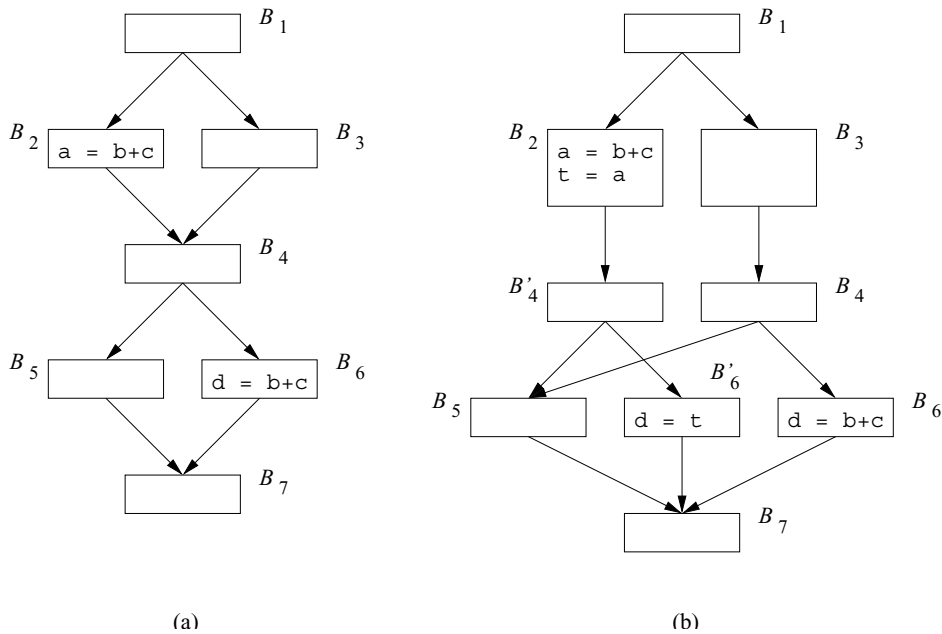 B1
B2
a = b+c
B3
B4
B5
B6
d = b+c
B7
(a)
B1
B2
a = b+c
t = a
B3
B'4
B4
B5
B'6
d = t
B6
d = b+c
B7
(b)